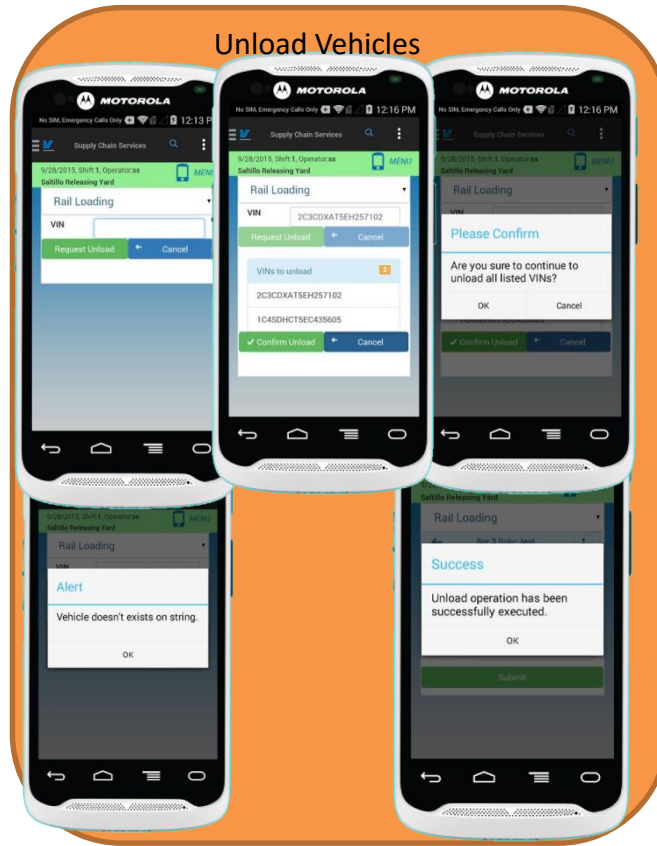 Unload Vehicles
MOTOROLA
No SIM, Emergency Calls Only 12:13 P
Supply Chain Services
9/28/2015, Shift:1, Operator:ss
Saltillo Releasing Yard
MENU
Rail Loading
VIN
Request Unload
Cancel
MOTOROLA
No SIM, Emergency Calls Only 12:16 PM
Supply Chain Services
9/28/2015, Shift:1, Operator:ss
Saltillo Releasing Yard
MENU
Rail Loading
VIN
2C3CDXAT5EH257102
Request Unload
Cancel
VINs to unload
2C3CDXAT5EH257102
1C4SDHCT5EC435605
Confirm Unload
Cancel
MOTOROLA
No SIM, Emergency Calls Only 12:16 PM
Supply Chain Services
9/28/2015, Shift:1, Operator:ss
Saltillo Releasing Yard
MENU
Rail Loading
VIN
Please Confirm
Are you sure to continue to
unload all listed VINs?
OK
Cancel
Confirm Unload
Cancel
9/28/2015, Shift:1, Operator:ss
Saltillo Releasing Yard
MENU
Rail Loading
VIN
Alert
Vehicle doesn't exists on string.
OK
Saltillo Releasing Yard
Rail Loading
Success
Unload operation has been
successfully executed.
OK
Submit